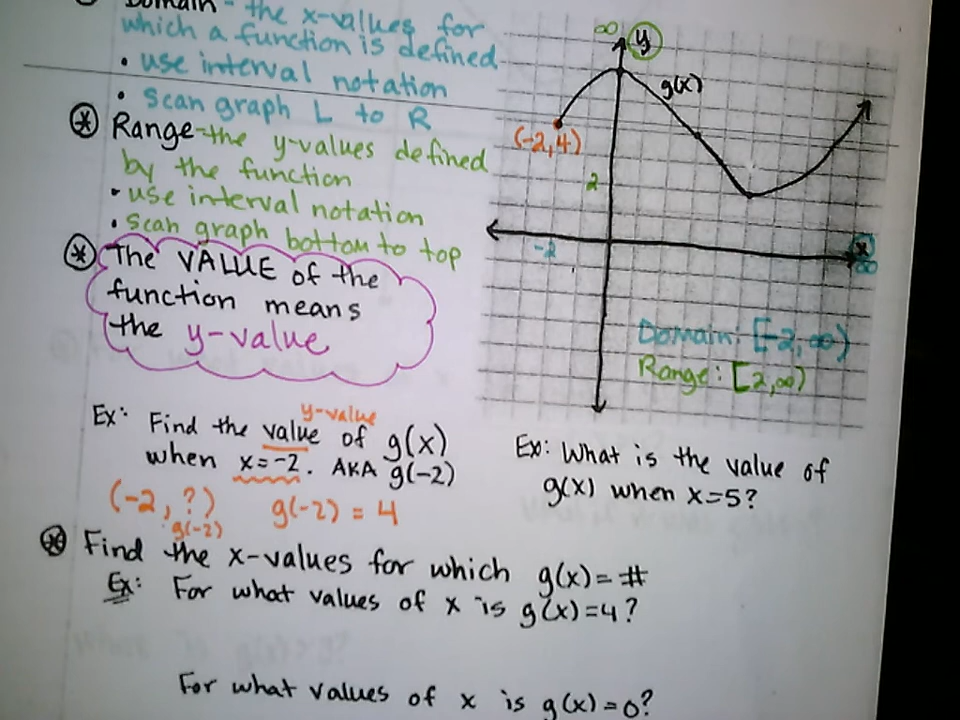 Domain - the x-values for
which a function is defined
• use interval notation
• scan graph L to R
* Range - the y-values defined
by the function
• use interval notation
• scan graph bottom to top
* The VALUE of the
function means
the y-value
∞ y
g(x)
(-2,4)
2
-2
x
∞
Domain: [-2, ∞)
Range: [2, ∞)
y-value
Ex: Find the value of g(x)
when x=-2. AKA g(-2)
(-2, ?) g(-2) = 4
g(-2)
Ex: What is the value of
g(x) when x=5?
* Find the x-values for which g(x)=#
Ex: For what values of x is g(x)=4?
For what values of x is g(x)=0?